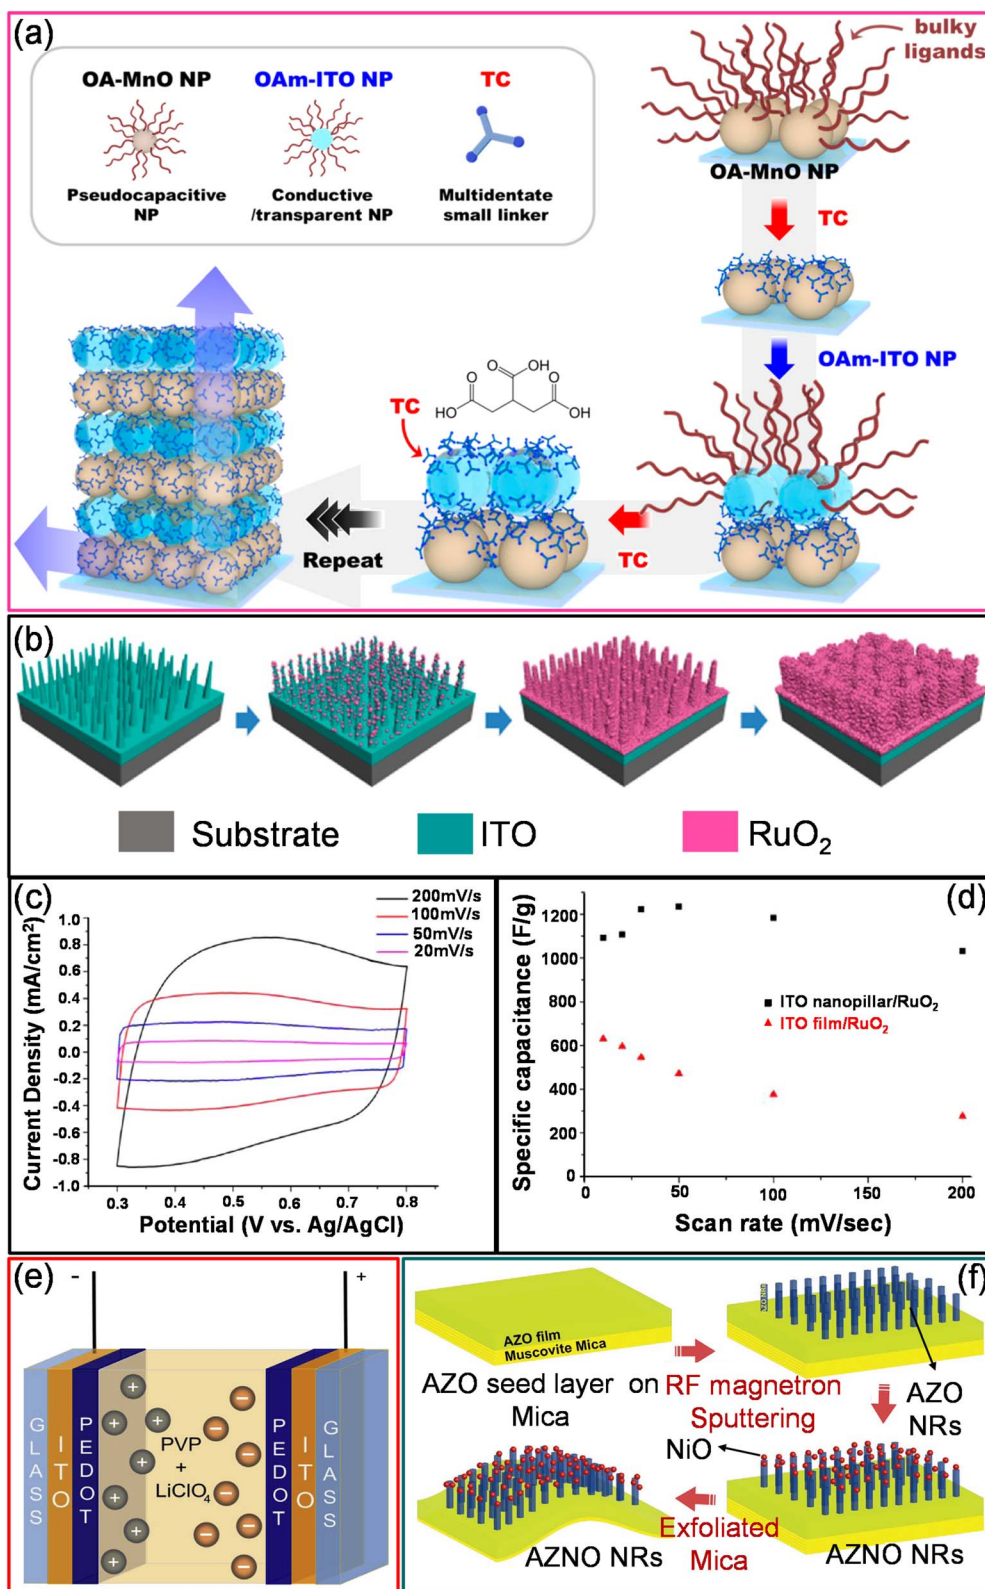 (a)
bulky
ligands
OA-MnO NP
OAm-ITO NP
TC
Pseudocapacitive
NP
Conductive
/transparent NP
Multidentate
small linker
OA-MnO NP
TC
OAm-ITO NP
TC
O
OH
O
O
HO
OH
Repeat
TC
(b)
Substrate
ITO
RuO2
(c)
200mV/s
100mV/s
50mV/s
20mV/s
Current Density (mA/cm²)
1.0
0.8
0.6
0.4
0.2
0.0
-0.2
-0.4
-0.6
-0.8
-1.0
0.3 0.4 0.5 0.6 0.7 0.8
Potential (V vs. Ag/AgCl)
(d)
Specific capacitance (F/g)
1200
1000
800
600
400
200
0
ITO nanopillar/RuO2
ITO film/RuO2
0 50 100 150 200
Scan rate (mV/sec)
(e)
-
+
GLASS
ITO
PEDOT
PVP
+
LiClO4
PEDOT
ITO
GLASS
(f)
AZO film
Muscovite Mica
AZO seed layer on
Mica
RF magnetron
Sputtering
AZO NRs
AZO
NRs
NiO
Exfoliated
Mica
AZNO NRs
AZNO NRs